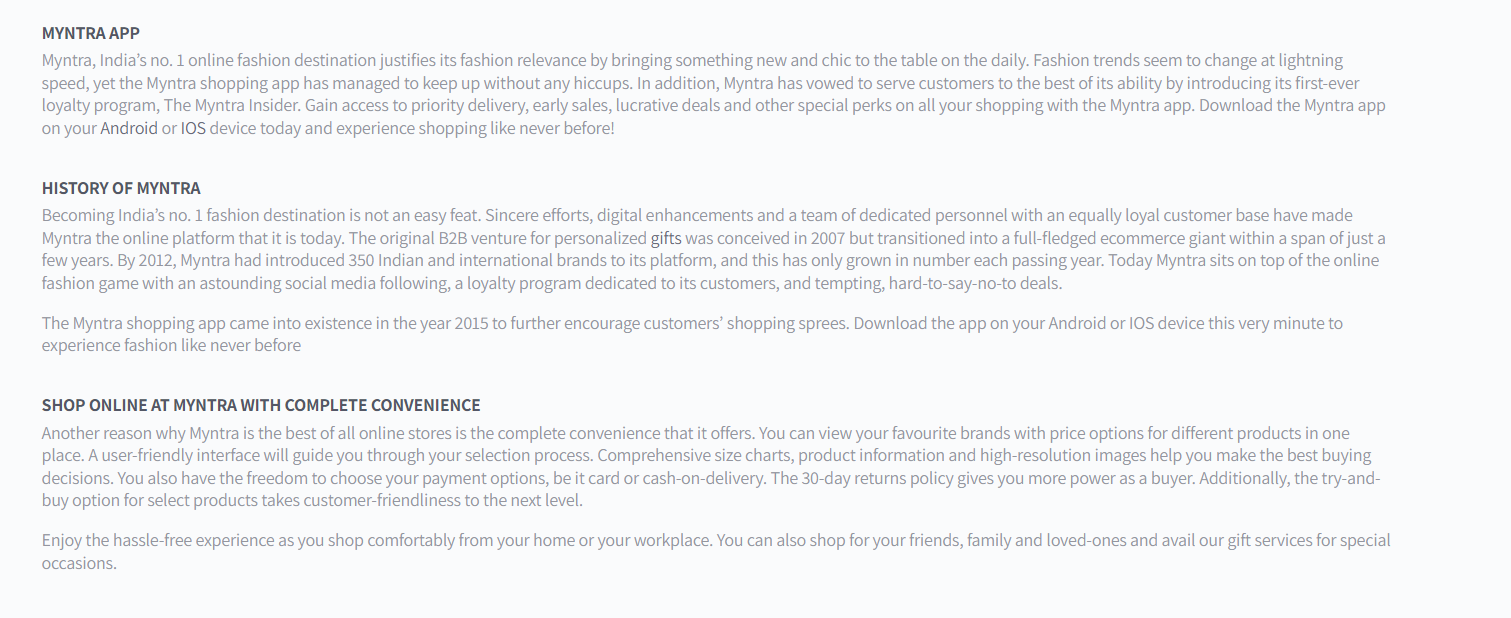 MYNTRA APP
Myntra, India’s no. 1 online fashion destination justifies its fashion relevance by bringing something new and chic to the table on the daily. Fashion trends seem to change at lightning
speed, yet the Myntra shopping app has managed to keep up without any hiccups. In addition, Myntra has vowed to serve customers to the best of its ability by introducing its first-ever
loyalty program, The Myntra Insider. Gain access to priority delivery, early sales, lucrative deals and other special perks on all your shopping with the Myntra app. Download the Myntra app
on your Android or IOS device today and experience shopping like never before!
HISTORY OF MYNTRA
Becoming India’s no. 1 fashion destination is not an easy feat. Sincere efforts, digital enhancements and a team of dedicated personnel with an equally loyal customer base have made
Myntra the online platform that it is today. The original B2B venture for personalized gifts was conceived in 2007 but transitioned into a full-fledged ecommerce giant within a span of just a
few years. By 2012, Myntra had introduced 350 Indian and international brands to its platform, and this has only grown in number each passing year. Today Myntra sits on top of the online
fashion game with an astounding social media following, a loyalty program dedicated to its customers, and tempting, hard-to-say-no-to deals.
The Myntra shopping app came into existence in the year 2015 to further encourage customers’ shopping sprees. Download the app on your Android or IOS device this very minute to
experience fashion like never before
SHOP ONLINE AT MYNTRA WITH COMPLETE CONVENIENCE
Another reason why Myntra is the best of all online stores is the complete convenience that it offers. You can view your favourite brands with price options for different products in one
place. A user-friendly interface will guide you through your selection process. Comprehensive size charts, product information and high-resolution images help you make the best buying
decisions. You also have the freedom to choose your payment options, be it card or cash-on-delivery. The 30-day returns policy gives you more power as a buyer. Additionally, the try-and-
buy option for select products takes customer-friendliness to the next level.
Enjoy the hassle-free experience as you shop comfortably from your home or your workplace. You can also shop for your friends, family and loved-ones and avail our gift services for special
occasions.